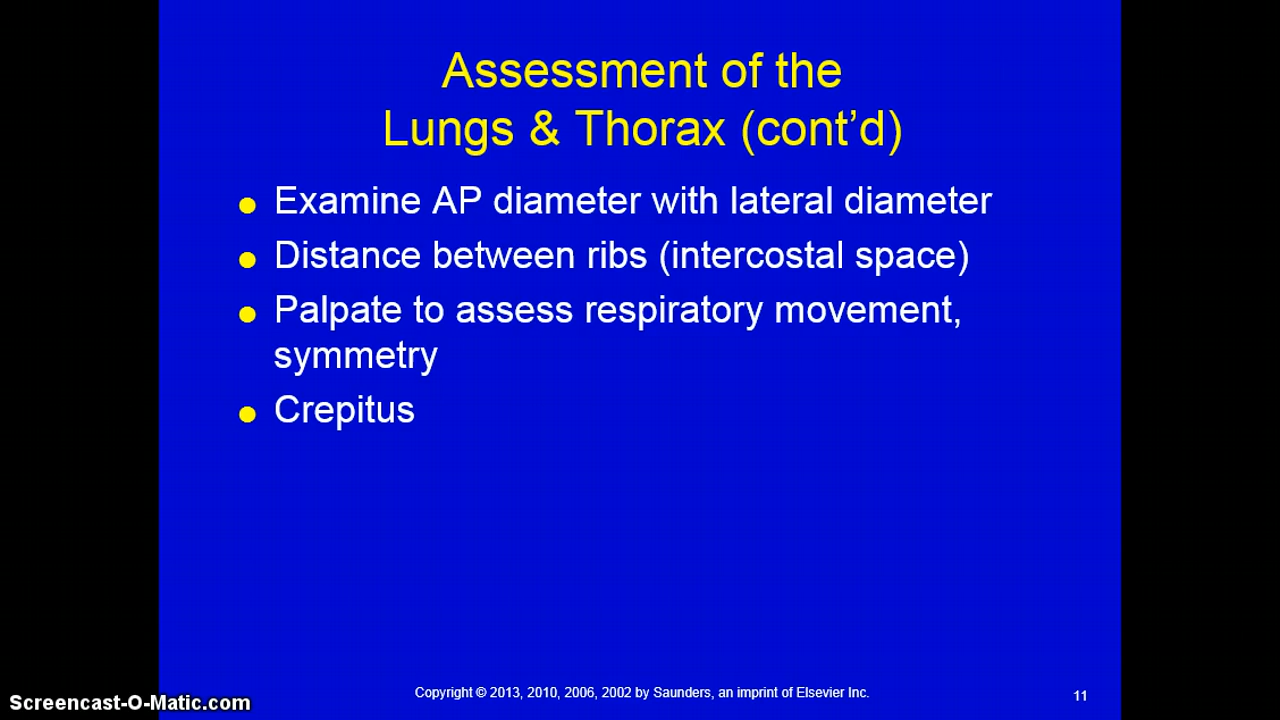 Assessment of the
Lungs & Thorax (cont’d)
Examine AP diameter with lateral diameter
Distance between ribs (intercostal space)
Palpate to assess respiratory movement,
symmetry
Crepitus
Copyright © 2013, 2010, 2006, 2002 by Saunders, an imprint of Elsevier Inc.
11
Screencast-O-Matic.com